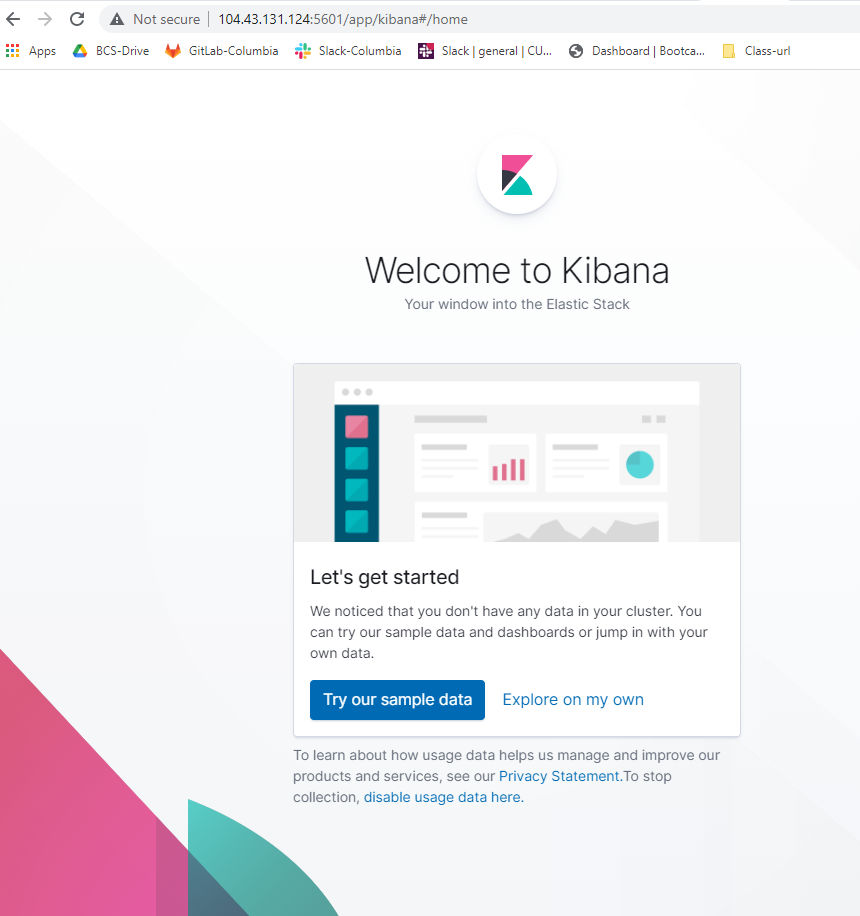 Not secure | 104.43.131.124:5601/app/kibana#/home
Apps BCS-Drive GitLab-Columbia Slack-Columbia Slack | general | CU... Dashboard | Bootca... Class-url
Welcome to Kibana
Your window into the Elastic Stack
Let's get started
We noticed that you don't have any data in your cluster. You
can try our sample data and dashboards or jump in with your
own data.
Try our sample data Explore on my own
To learn about how usage data helps us manage and improve our
products and services, see our Privacy Statement.To stop
collection, disable usage data here.